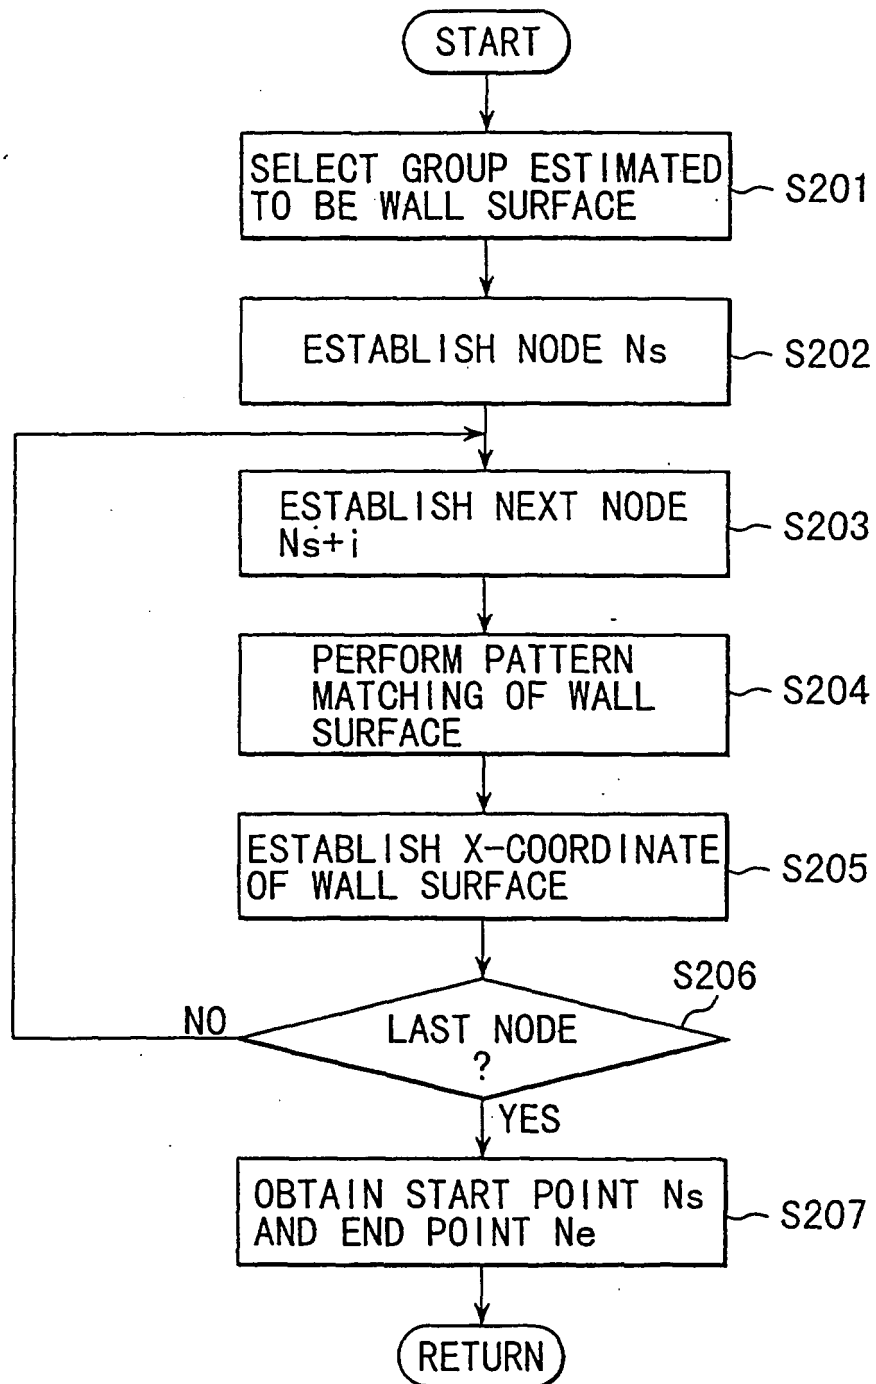 START
SELECT GROUP ESTIMATED
TO BE WALL SURFACE
S201
ESTABLISH NODE Ns
S202
ESTABLISH NEXT NODE
Ns+i
S203
PERFORM PATTERN
MATCHING OF WALL
SURFACE
S204
ESTABLISH X-COORDINATE
OF WALL SURFACE
S205
S206
NO
LAST NODE
?
YES
OBTAIN START POINT Ns
AND END POINT Ne
S207
RETURN